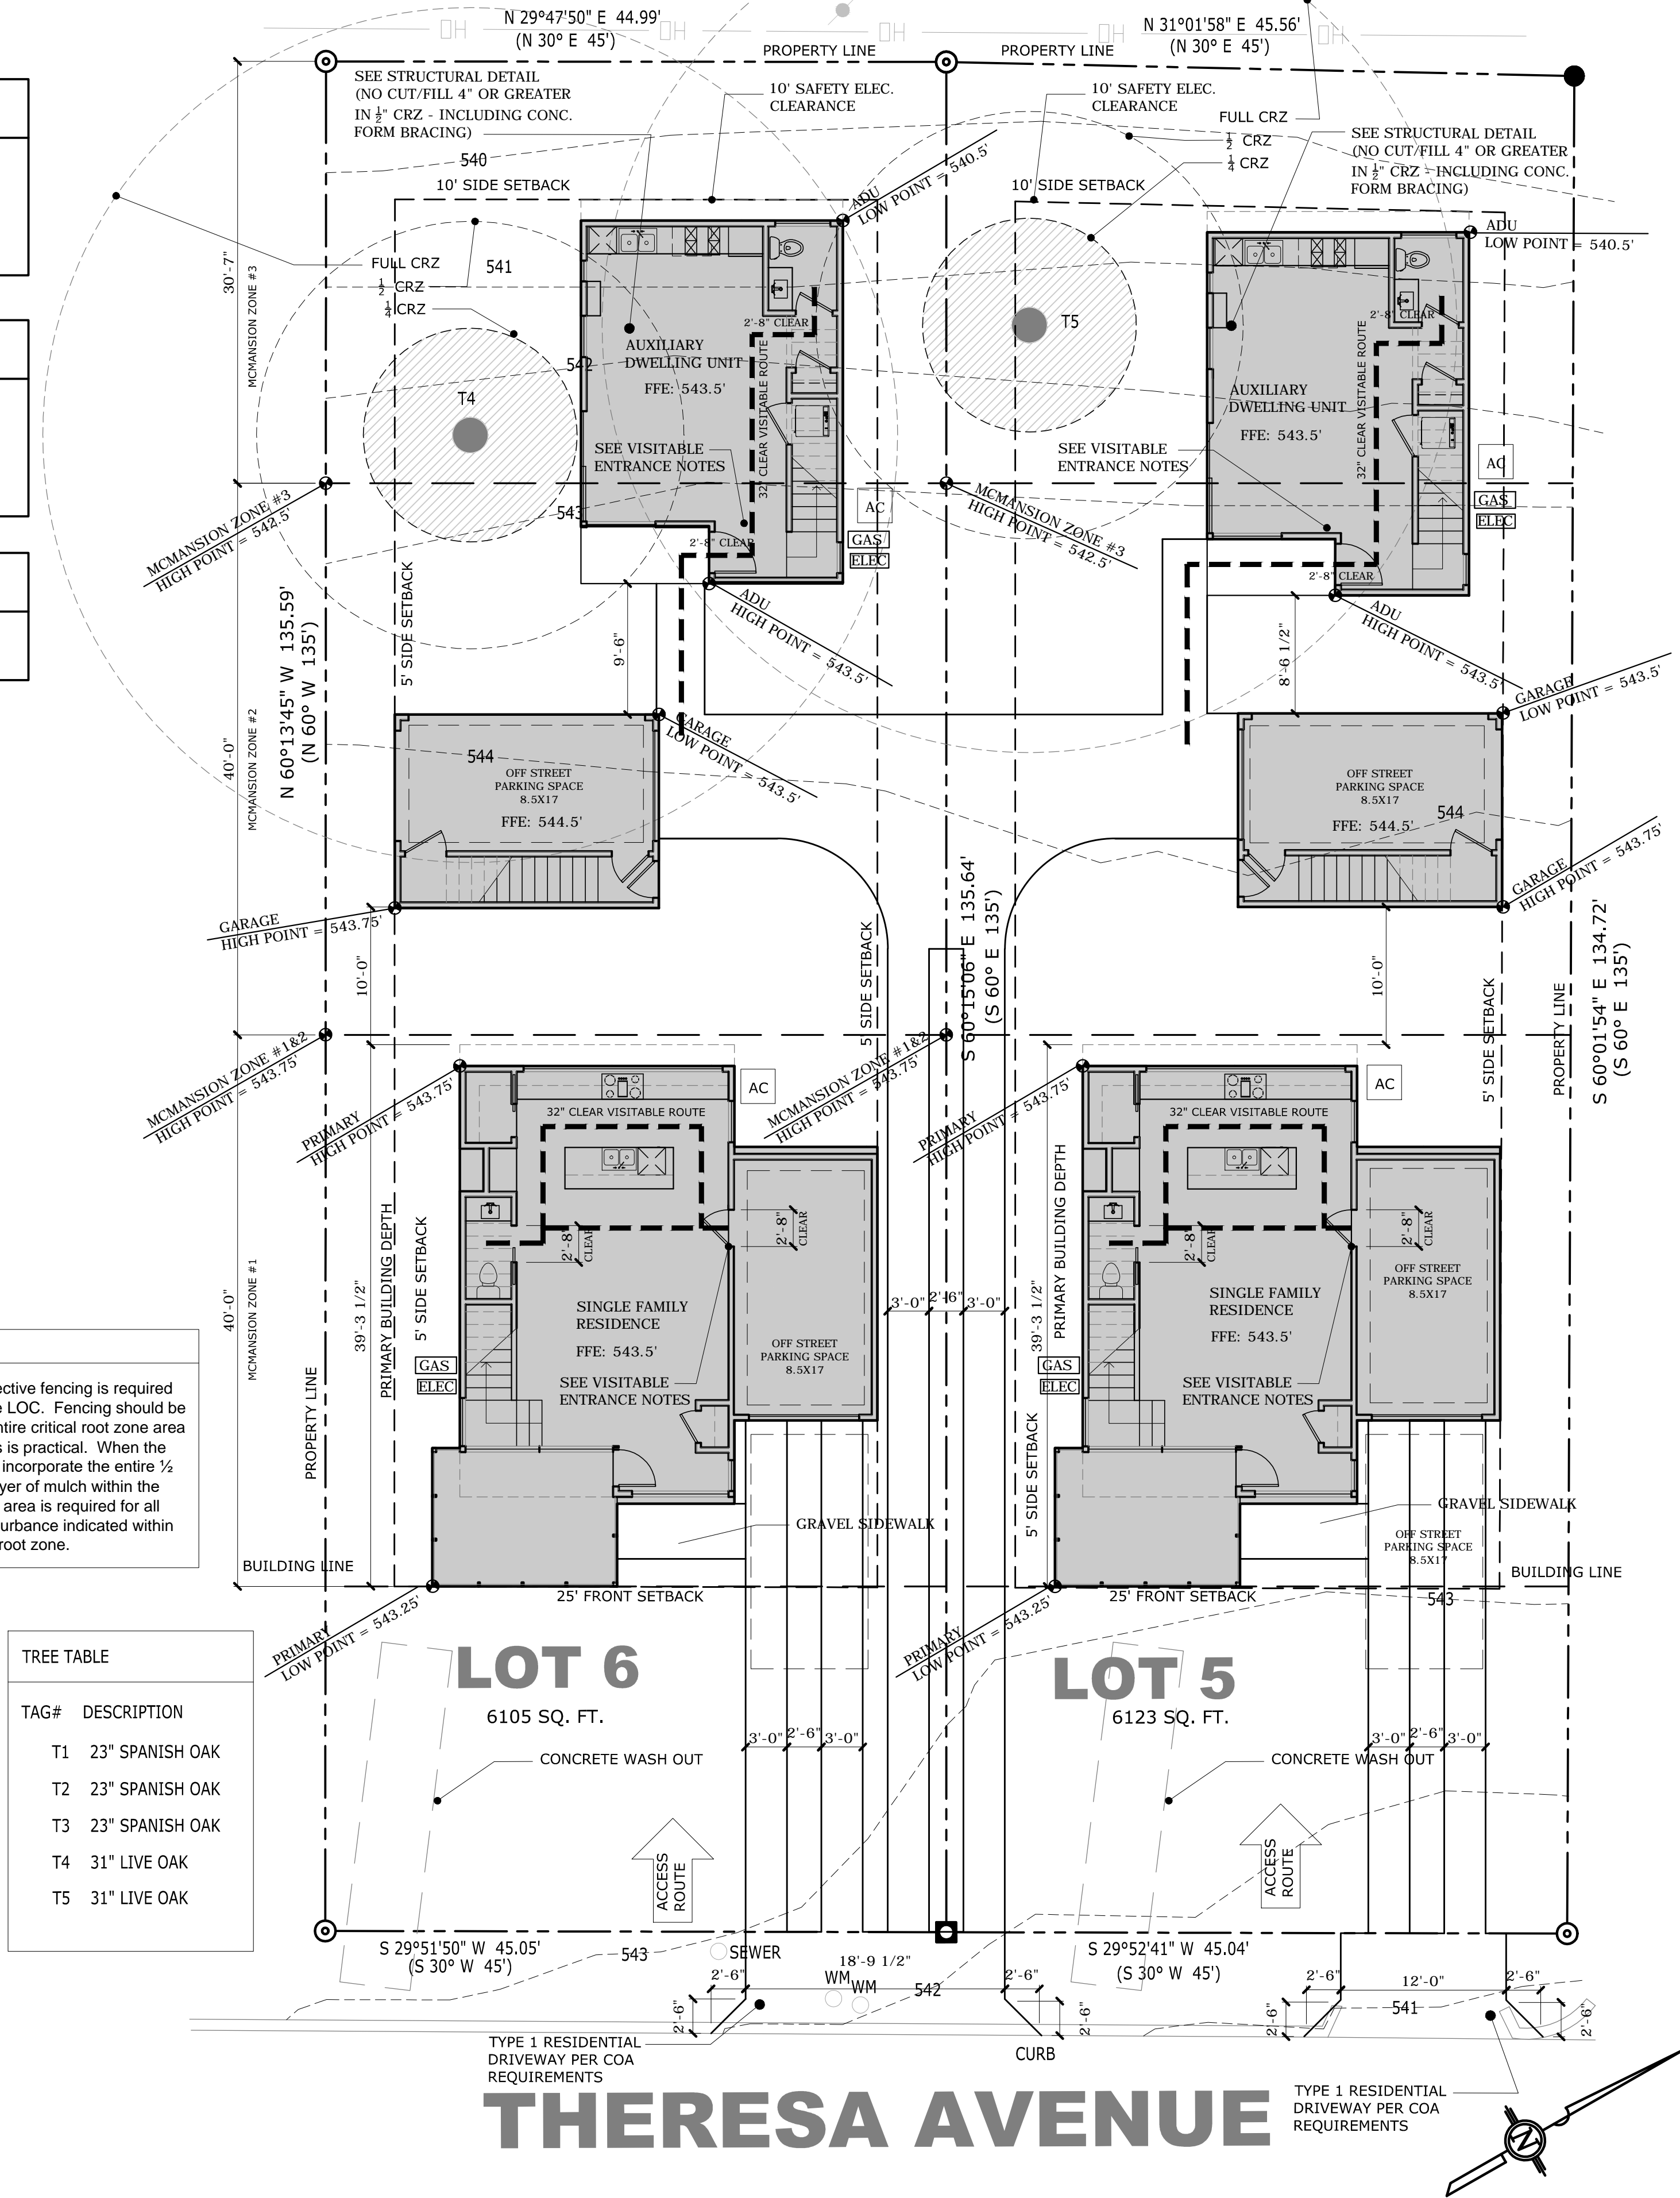 N 29°47'50" E 44.99'
(N 30° E 45')
N 31°01'58" E 45.56'
(N 30° E 45')
PROPERTY LINE
PROPERTY LINE
SEE STRUCTURAL DETAIL
(NO CUT/FILL 4" OR GREATER
IN ½" CRZ - INCLUDING CONC.
FORM BRACING)
10' SAFETY ELEC.
CLEARANCE
10' SAFETY ELEC.
CLEARANCE
FULL CRZ
½ CRZ
¼ CRZ
SEE STRUCTURAL DETAIL
(NO CUT/FILL 4" OR GREATER
IN ½" CRZ - INCLUDING CONC.
FORM BRACING)
540
10' SIDE SETBACK
10' SIDE SETBACK
ADU
LOW POINT = 540.5'
ADU
LOW POINT = 540.5'
30'-7"
MCMANSION ZONE #3
FULL CRZ
½ CRZ
¼ CRZ
541
T4
T5
542
543
2'-8" CLEAR
AUXILIARY
DWELLING UNIT
FFE: 543.5'
32" CLEAR VISITABLE ROUTE
SEE VISITABLE
ENTRANCE NOTES
2'-8" CLEAR
AC
GAS
ELEC
2'-8" CLEAR
AUXILIARY
DWELLING UNIT
FFE: 543.5'
32" CLEAR VISITABLE ROUTE
SEE VISITABLE
ENTRANCE NOTES
2'-8" CLEAR
AC
GAS
ELEC
MCMANSION ZONE #3
HIGH POINT = 542.5'
MCMANSION ZONE #3
HIGH POINT = 542.5'
ADU
HIGH POINT = 543.5'
ADU
HIGH POINT = 543.5'
N 60°13'45" W 135.59'
(N 60° W 135')
5' SIDE SETBACK
9'-6"
8'-6 1/2"
40'-0"
MCMANSION ZONE #2
GARAGE
LOW POINT = 543.5'
GARAGE
LOW POINT = 543.5'
544
OFF STREET
PARKING SPACE
8.5X17
FFE: 544.5'
OFF STREET
PARKING SPACE
8.5X17
FFE: 544.5'
544
GARAGE
HIGH POINT = 543.75'
GARAGE
HIGH POINT = 543.75'
10'-0"
10'-0"
5' SIDE SETBACK
S 60°15'06" E 135.64'
(S 60° E 135')
5' SIDE SETBACK
PROPERTY LINE
S 60°01'54" E 134.72'
(S 60° E 135')
MCMANSION ZONE #1&2
HIGH POINT = 543.75'
PRIMARY
HIGH POINT = 543.75'
MCMANSION ZONE #1&2
HIGH POINT = 543.75'
PRIMARY
HIGH POINT = 543.75'
AC
AC
32" CLEAR VISITABLE ROUTE
32" CLEAR VISITABLE ROUTE
40'-0"
MCMANSION ZONE #1
39'-3 1/2"
PRIMARY BUILDING DEPTH
5' SIDE SETBACK
2'-8"
CLEAR
2'-8"
CLEAR
SINGLE FAMILY
RESIDENCE
FFE: 543.5'
SEE VISITABLE
ENTRANCE NOTES
OFF STREET
PARKING SPACE
8.5X17
GAS
ELEC
3'-0"
2'-6"
3'-0"
39'-3 1/2"
PRIMARY BUILDING DEPTH
5' SIDE SETBACK
2'-8"
CLEAR
2'-8"
CLEAR
SINGLE FAMILY
RESIDENCE
FFE: 543.5'
SEE VISITABLE
ENTRANCE NOTES
OFF STREET
PARKING SPACE
8.5X17
GAS
ELEC
PROPERTY LINE
GRAVEL SIDEWALK
GRAVEL SIDEWALK
OFF STREET
PARKING SPACE
8.5X17
BUILDING LINE
25' FRONT SETBACK
25' FRONT SETBACK
BUILDING LINE
543
PRIMARY
LOW POINT = 543.25'
PRIMARY
LOW POINT = 543.25'
ective fencing is required
e LOC. Fencing should be
ntire critical root zone area
s is practical. When the
incorporate the entire ½
yer of mulch within the
area is required for all
urbance indicated within
root zone.
LOT 6
6105 SQ. FT.
LOT 5
6123 SQ. FT.
TREE TABLE
TAG# DESCRIPTION
T1 23" SPANISH OAK
T2 23" SPANISH OAK
T3 23" SPANISH OAK
T4 31" LIVE OAK
T5 31" LIVE OAK
3'-0"
2'-6"
3'-0"
3'-0"
2'-6"
3'-0"
CONCRETE WASH OUT
CONCRETE WASH OUT
ACCESS
ROUTE
ACCESS
ROUTE
S 29°51'50" W 45.05'
(S 30° W 45')
543
SEWER
S 29°52'41" W 45.04'
(S 30° W 45')
2'-6"
18'-9 1/2"
2'-6"
WM
WM
542
2'-6"
2'-6"
2'-6"
12'-0"
2'-6"
541
2'-6"
2'-6"
TYPE 1 RESIDENTIAL
DRIVEWAY PER COA
REQUIREMENTS
CURB
THERESA AVENUE
TYPE 1 RESIDENTIAL
DRIVEWAY PER COA
REQUIREMENTS
N